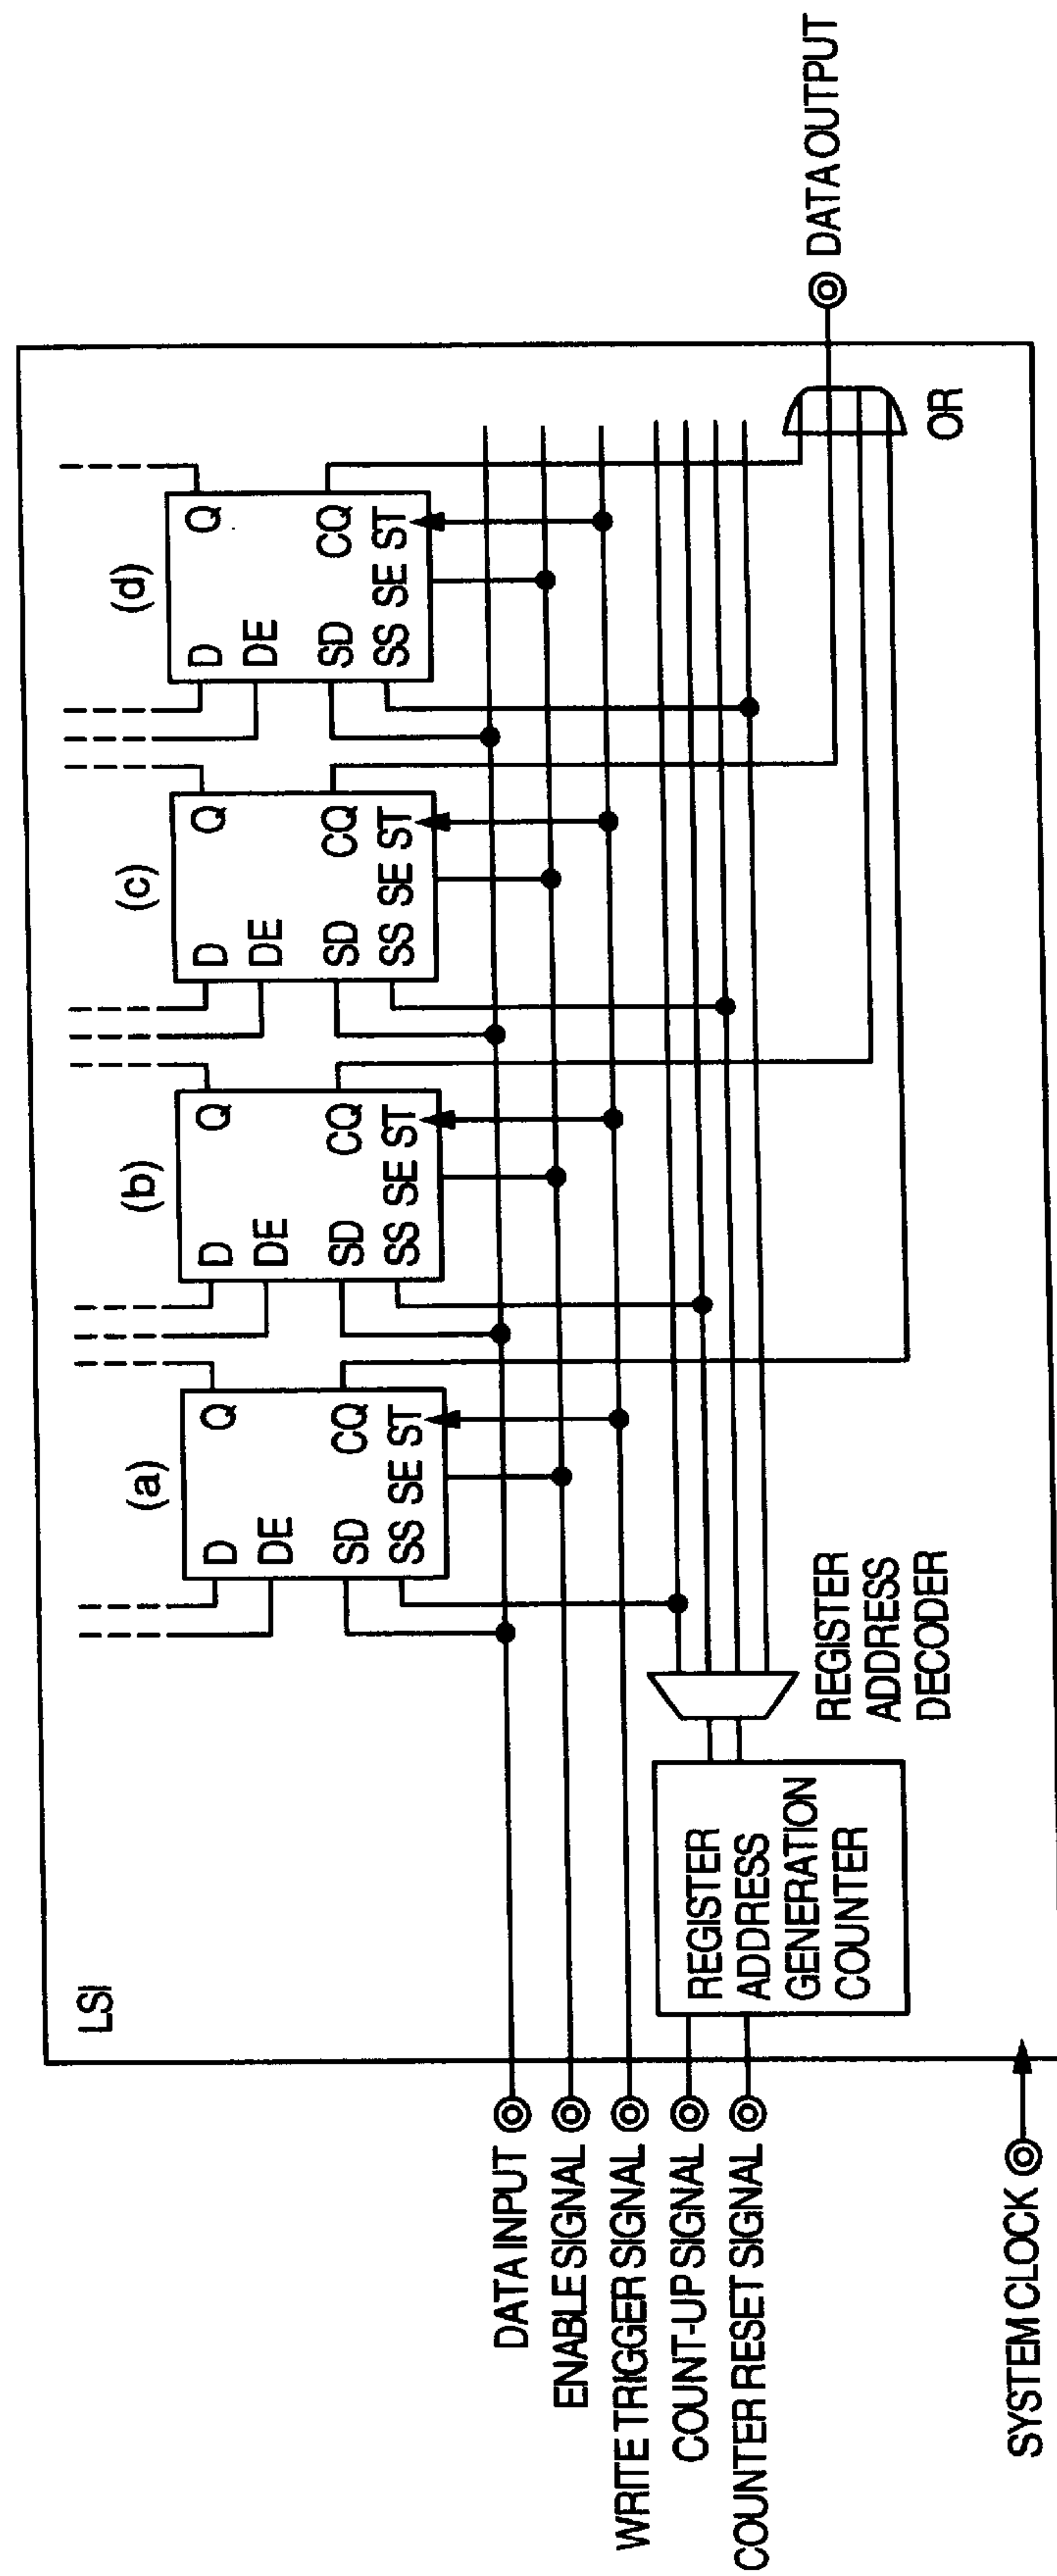 LSI
(a)
D
Q
DE
SD
CQ
SS SE ST
(b)
D
Q
DE
SD
CQ
SS SE ST
(c)
D
Q
DE
SD
CQ
SS SE ST
(d)
D
Q
DE
SD
CQ
SS SE ST
DATA INPUT
ENABLE SIGNAL
WRITE TRIGGER SIGNAL
COUNT-UP SIGNAL
COUNTER RESET SIGNAL
REGISTER
ADDRESS
GENERATION
COUNTER
REGISTER
ADDRESS
DECODER
OR
DATA OUTPUT
SYSTEM CLOCK